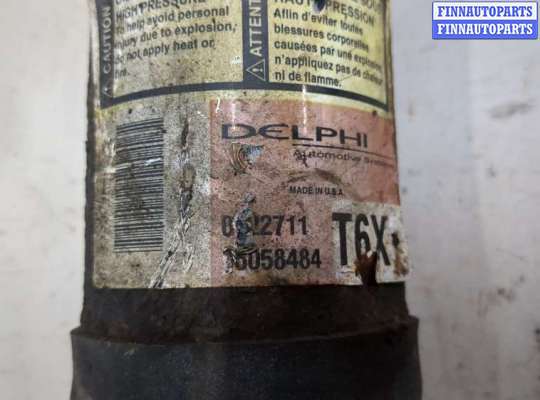 FINNAUTOPARTS
FINNAUTOPARTS
CAUTION
HIGH PRESSURE
to help avoid personal
injury due to explosion,
do not apply heat or
ATTENT
HAUTE PRESSION
Afin d'éviter toutes
blessures corporelles
causées par une explosion
n'appliquez pas de chaleur
ni de flamme.
DELPHI
Automotive
MADE IN U.S.A.
2711
15058484
T6X